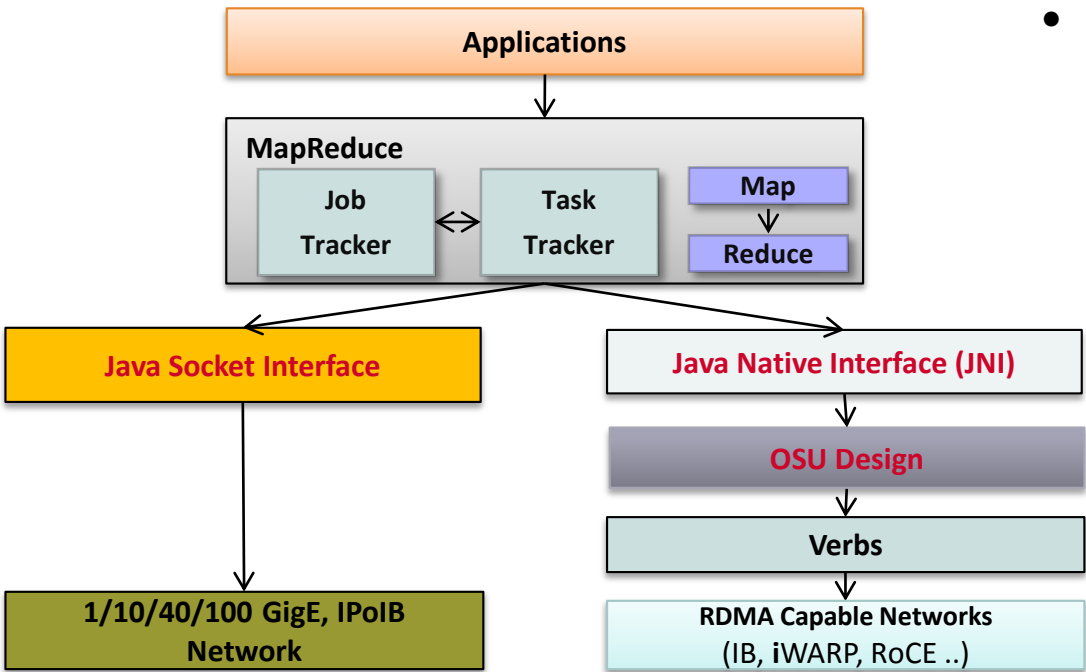 •
Applications
MapReduce
Job
Tracker
Task
Tracker
Map
Reduce
Java Socket Interface
Java Native Interface (JNI)
OSU Design
Verbs
1/10/40/100 GigE, IPoIB
Network
RDMA Capable Networks
(IB, iWARP, RoCE ..)